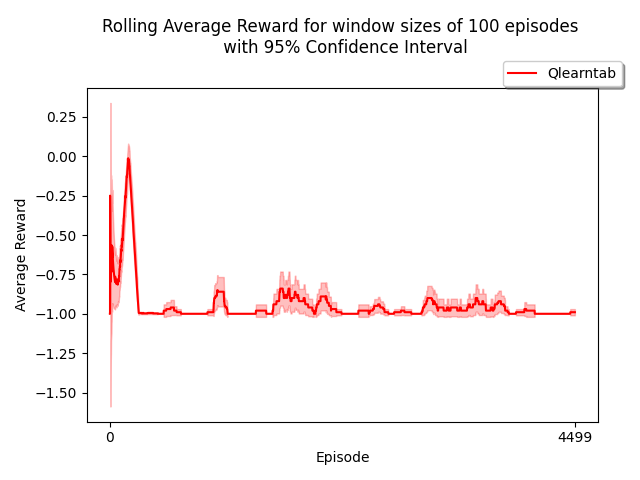 Rolling Average Reward for window sizes of 100 episodes
with 95% Confidence Interval
Qlearntab
0.25
0.00
−0.25
−0.50
−0.75
−1.00
−1.25
−1.50
Average Reward
0
4499
Episode